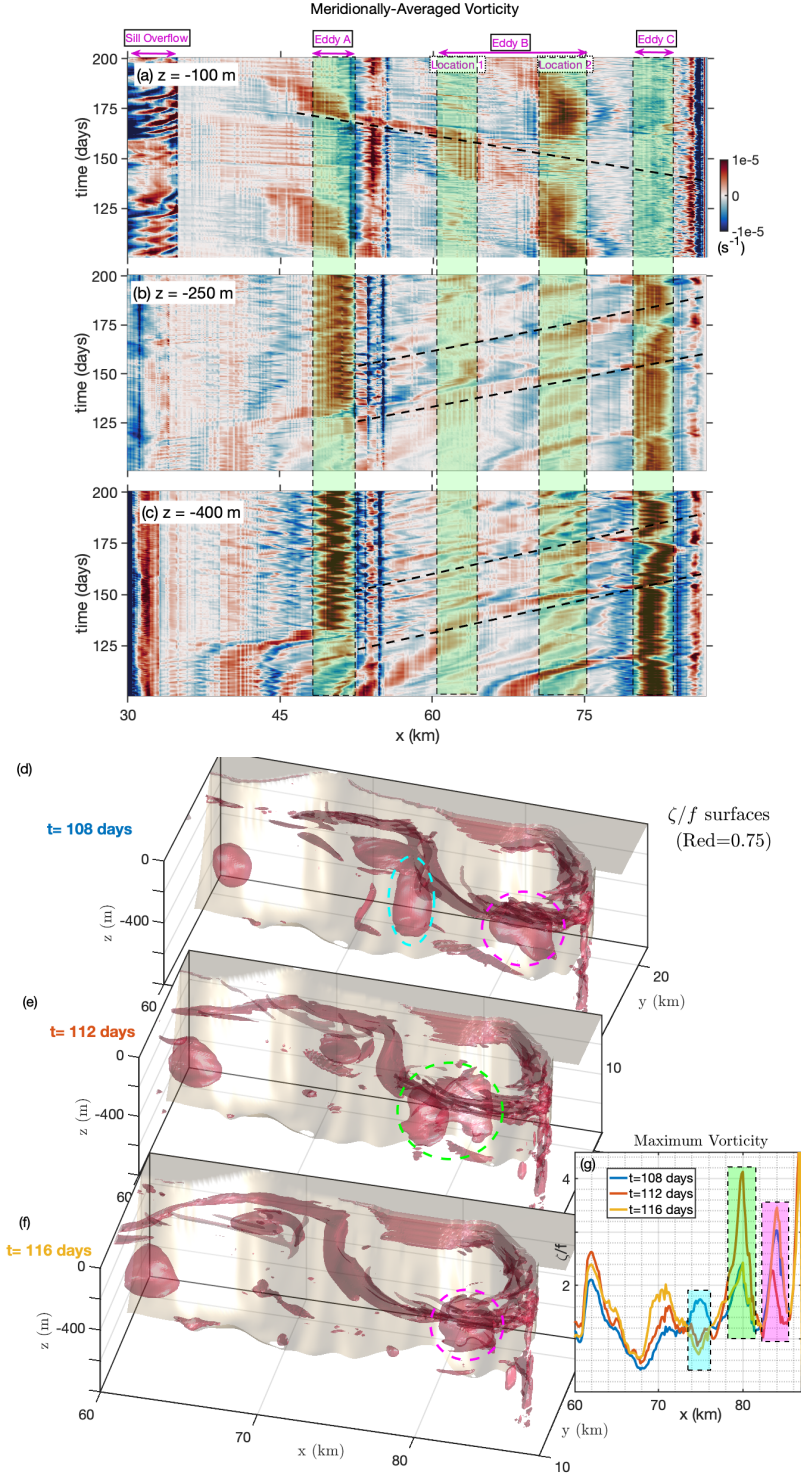 Meridionally-Averaged Vorticity
Sill Overflow
Eddy A
Eddy B
Eddy C
Location 1
Location 2
(a) z = -100 m
200
175
150
125
time (days)
1e-5
0
-1e-5
(s⁻¹)
(b) z = -250 m
200
175
150
125
time (days)
(c) z = -400 m
200
175
150
125
time (days)
30
45
60
75
x (km)
(d)
t= 108 days
ζ/f surfaces
(Red=0.75)
0
-400
z (m)
20
y (km)
60
10
(e)
t= 112 days
0
-400
z (m)
60
(f)
t= 116 days
0
-400
z (m)
60
70
80
x (km)
10
y (km)
Maximum Vorticity
(g)
t=108 days
t=112 days
t=116 days
4
2
ζ/f
60
70
80
x (km)